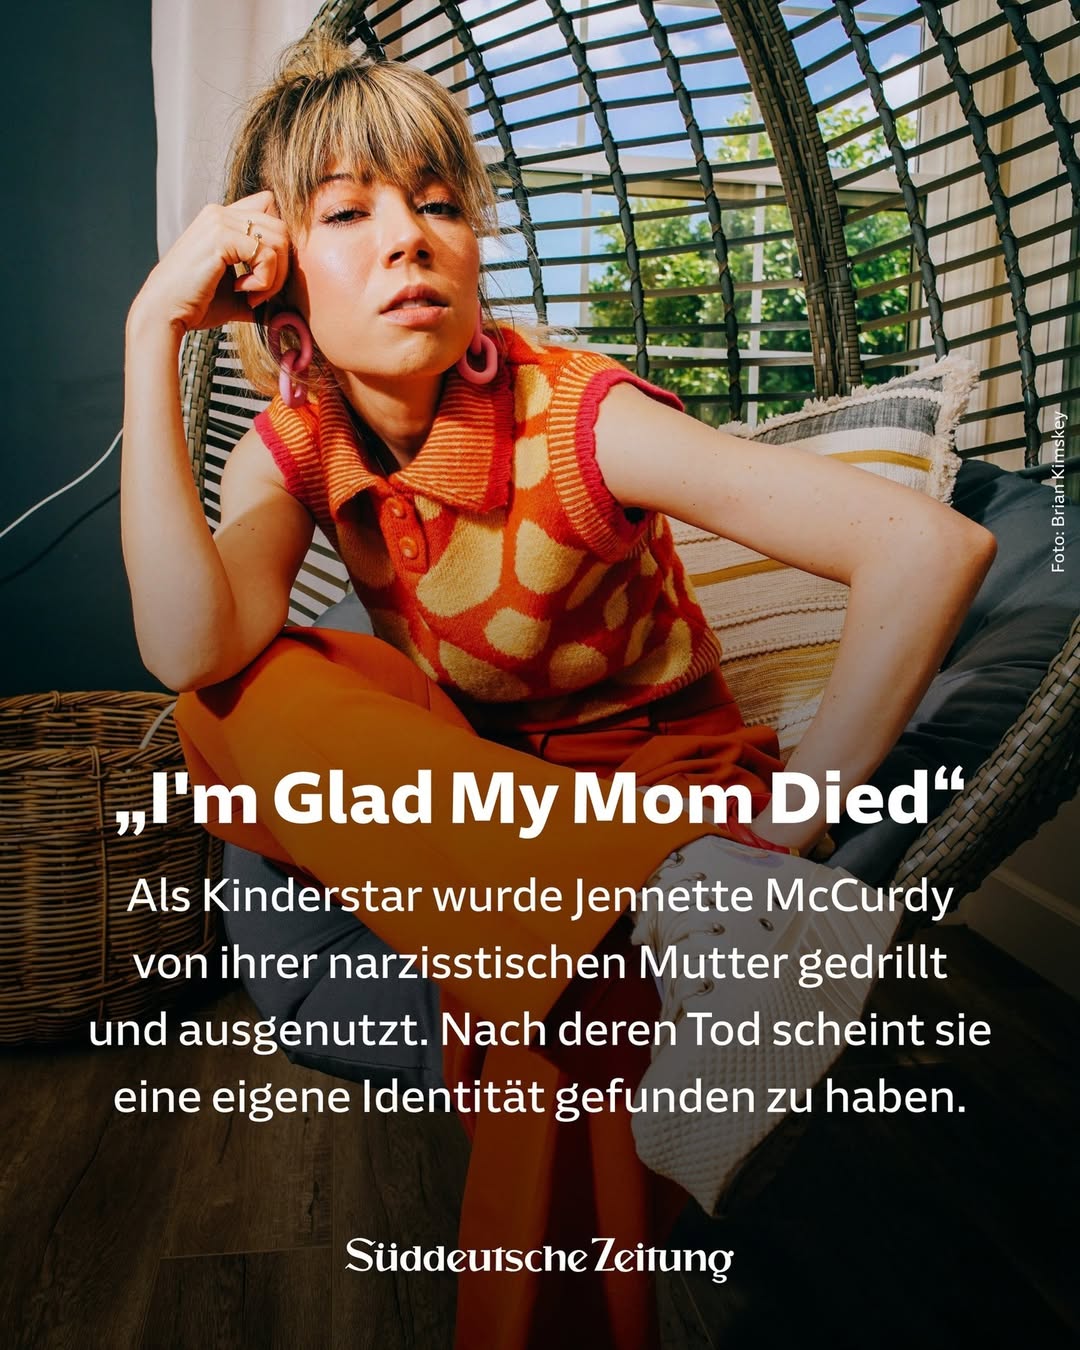 „I'm Glad My Mom Died“
Als Kinderstar wurde Jennette McCurdy
von ihrer narzisstischen Mutter gedrillt
und ausgenutzt. Nach deren Tod scheint sie
eine eigene Identität gefunden zu haben.
Süddeutsche Zeitung
Foto: Brian Kimskey